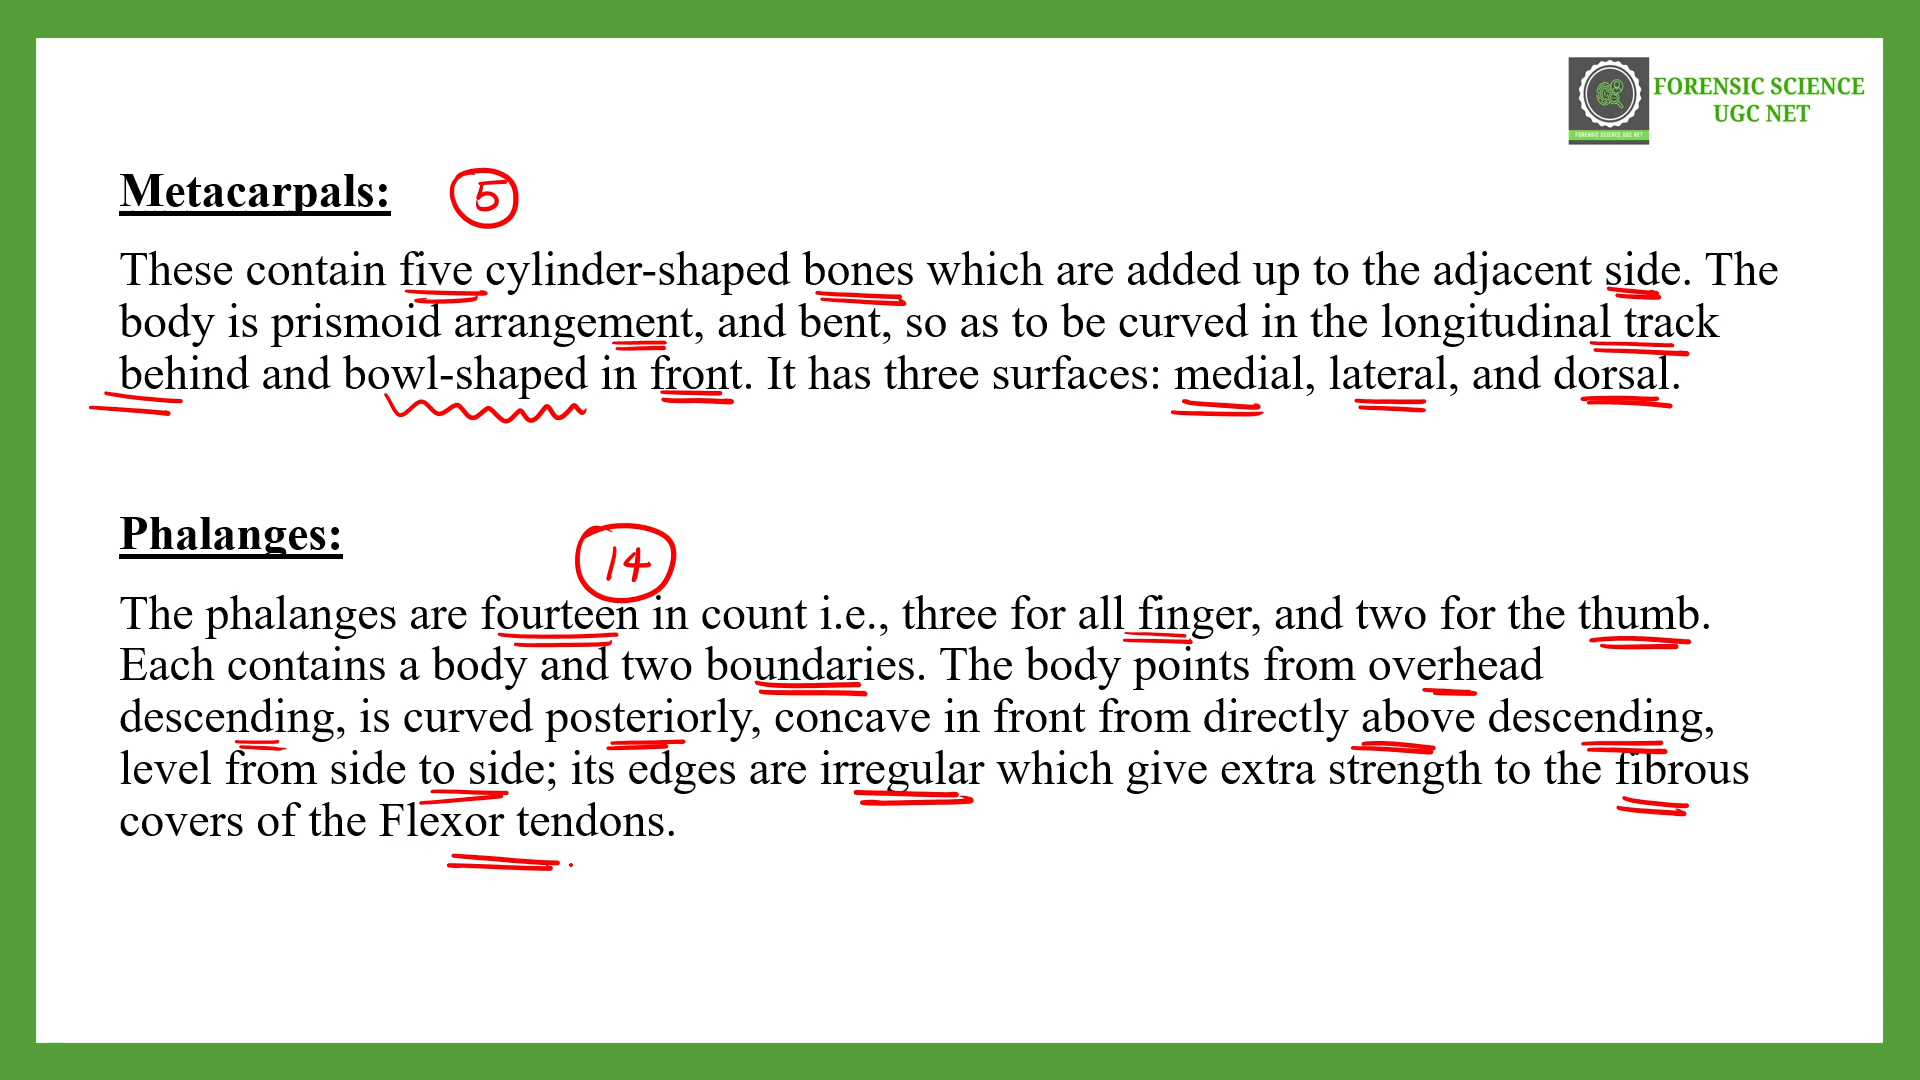 FORENSIC SCIENCE
UGC NET
FORENSIC SCIENCE UGC NET
Metacarpals: 5
These contain five cylinder-shaped bones which are added up to the adjacent side. The
body is prismoid arrangement, and bent, so as to be curved in the longitudinal track
behind and bowl-shaped in front. It has three surfaces: medial, lateral, and dorsal.
Phalanges: 14
The phalanges are fourteen in count i.e., three for all finger, and two for the thumb.
Each contains a body and two boundaries. The body points from overhead
descending, is curved posteriorly, concave in front from directly above descending,
level from side to side; its edges are irregular which give extra strength to the fibrous
covers of the Flexor tendons.